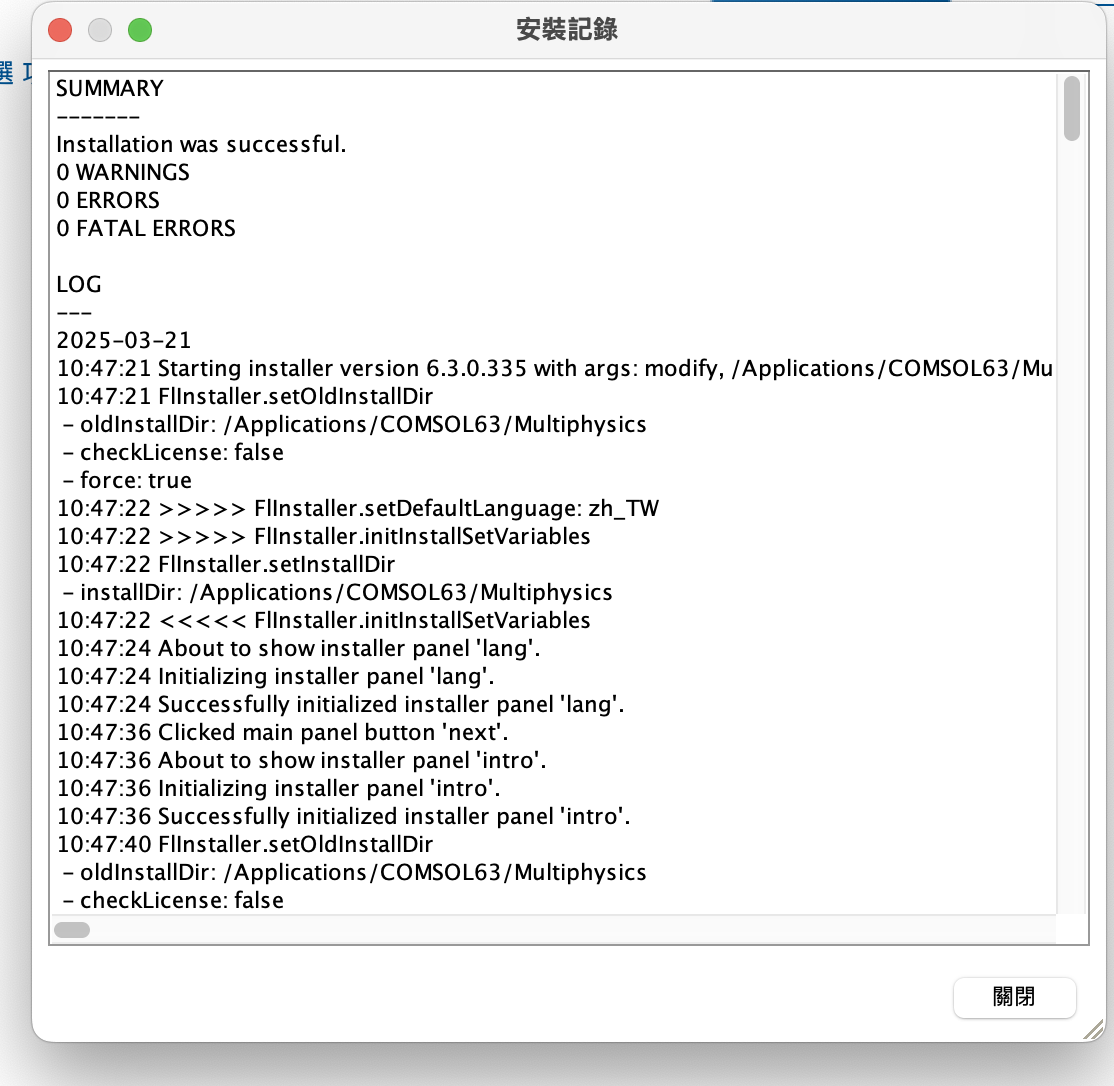 安裝記錄
選
SUMMARY
-------
Installation was successful.
0 WARNINGS
0 ERRORS
0 FATAL ERRORS
LOG
---
2025-03-21
10:47:21 Starting installer version 6.3.0.335 with args: modify, /Applications/COMSOL63/Mu
10:47:21 FlInstaller.setOldInstallDir
- oldInstallDir: /Applications/COMSOL63/Multiphysics
- checkLicense: false
- force: true
10:47:22 >>>>> FlInstaller.setDefaultLanguage: zh_TW
10:47:22 >>>>> FlInstaller.initInstallSetVariables
10:47:22 FlInstaller.setInstallDir
- installDir: /Applications/COMSOL63/Multiphysics
10:47:22 <<<<< FlInstaller.initInstallSetVariables
10:47:24 About to show installer panel 'lang'.
10:47:24 Initializing installer panel 'lang'.
10:47:24 Successfully initialized installer panel 'lang'.
10:47:36 Clicked main panel button 'next'.
10:47:36 About to show installer panel 'intro'.
10:47:36 Initializing installer panel 'intro'.
10:47:36 Successfully initialized installer panel 'intro'.
10:47:40 FlInstaller.setOldInstallDir
- oldInstallDir: /Applications/COMSOL63/Multiphysics
- checkLicense: false
關閉